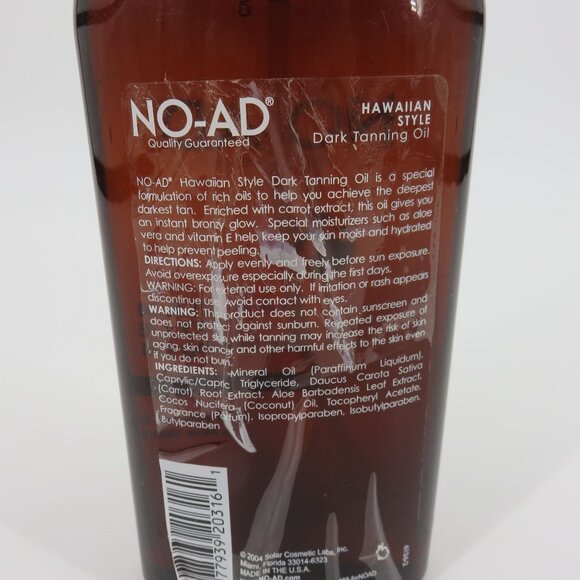 NO-AD®
Quality Guaranteed
HAWAIIAN
STYLE
Dark Tanning Oil
NO-AD® Hawaiian Style Dark Tanning Oil is a special
formulation of rich oils to help you achieve the deepest
darkest tan. Enriched with carrot extract, this oil gives you
an instant bronzy glow. Special moisturizers such as aloe
vera and vitamin E help keep your skin moist and hydrated
to help prevent peeling.
DIRECTIONS: Apply evenly and freely before sun exposure.
Avoid overexposure especially during the first days.
WARNING: For external use only. If irritation or rash appears
discontinue use. Avoid contact with eyes.
WARNING: This product does not contain sunscreen and
does not protect against sunburn. Repeated exposure of
unprotected skin while tanning may increase the risk of skin
aging, skin cancer and other harmful effects to the skin even
if you do not burn.
INGREDIENTS: Mineral Oil (Paraffinum Liquidum),
Caprylic/Capric Triglyceride, Daucus Carota Sativa
(Carrot) Root Extract, Aloe Barbadensis Leaf Extract,
Cocos Nucifera (Coconut) Oil, Tocopheryl Acetate,
Fragrance (Parfum), Isopropylparaben, Isobutylparaben,
Butylparaben
77939 20316 1
© 2004 Solar Cosmetic Labs, Inc.
Miami, Florida 33014-6323
MADE IN THE U.S.A.
NO-AD.com